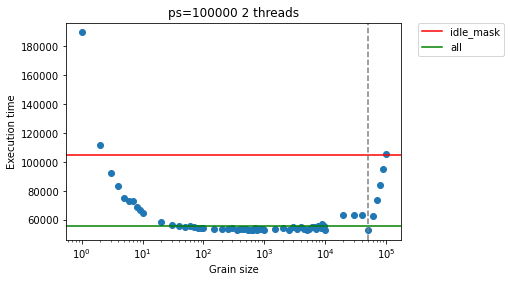 ps=100000 2 threads
idle_mask
all
Execution time
180000
160000
140000
120000
100000
80000
60000
10⁰
10¹
10²
10³
10⁴
10⁵
Grain size